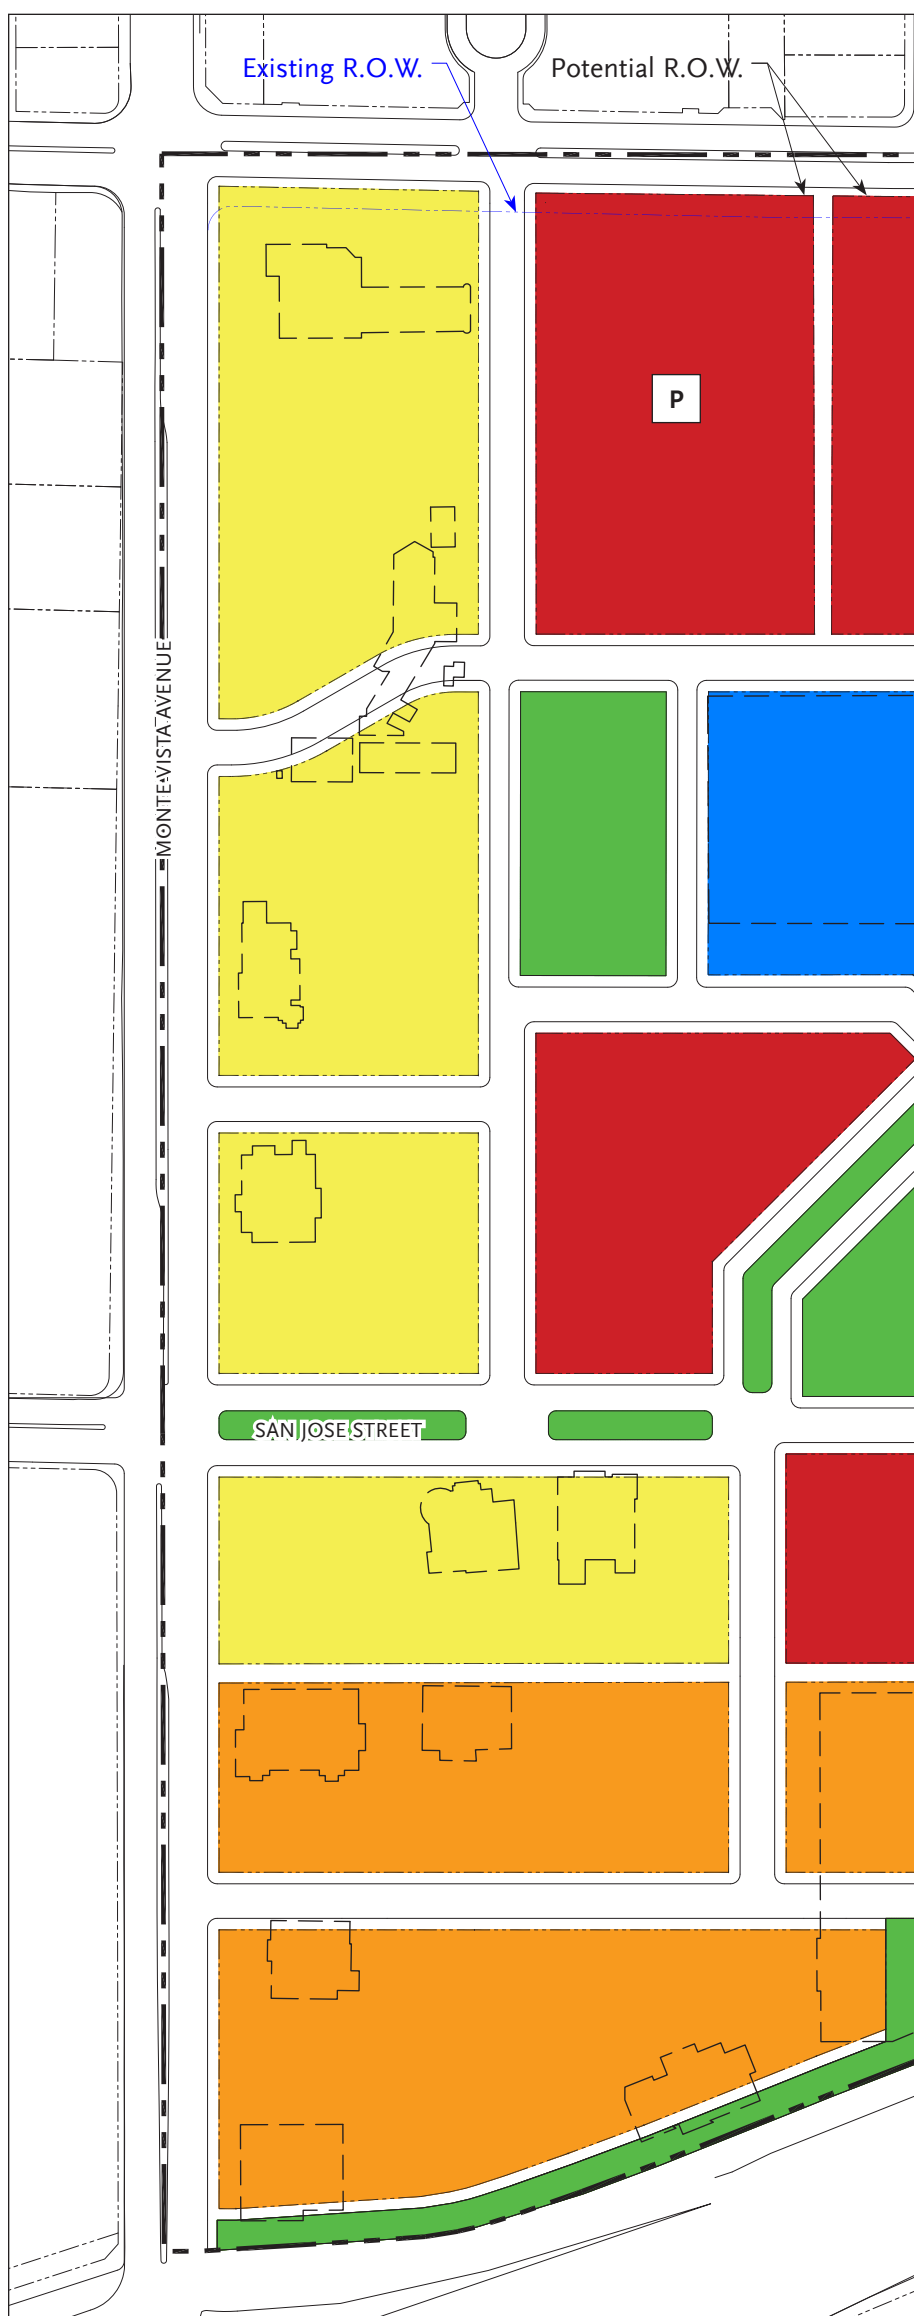 Existing R.O.W.
Potential R.O.W.
P
MONTE VISTA AVENUE
SAN JOSE STREET